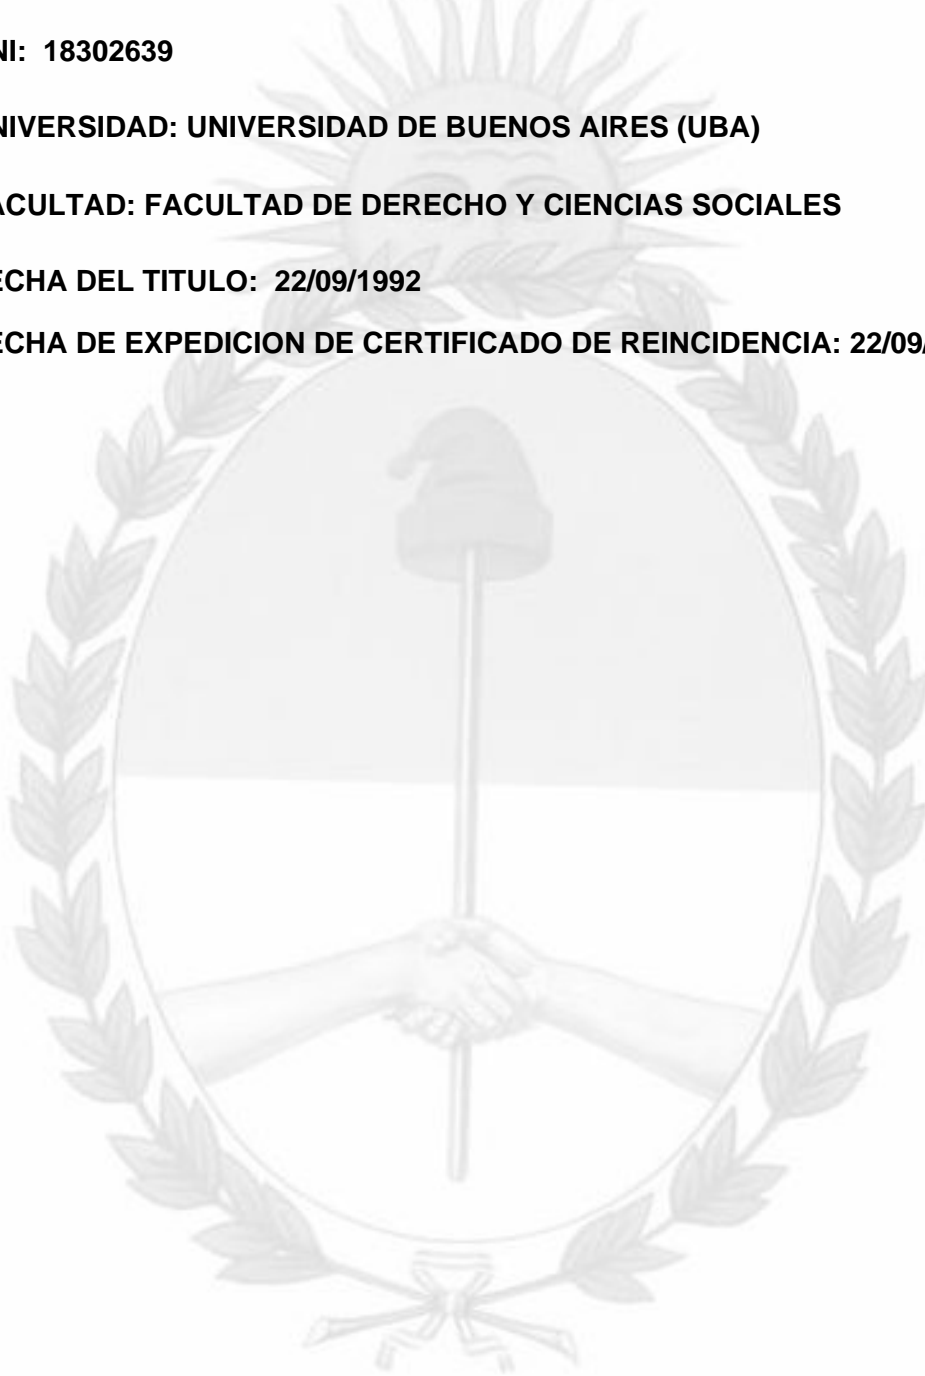 NI: 18302639
NIVERSIDAD: UNIVERSIDAD DE BUENOS AIRES (UBA)
ACULTAD: FACULTAD DE DERECHO Y CIENCIAS SOCIALES
ECHA DEL TITULO: 22/09/1992
ECHA DE EXPEDICION DE CERTIFICADO DE REINCIDENCIA: 22/09/